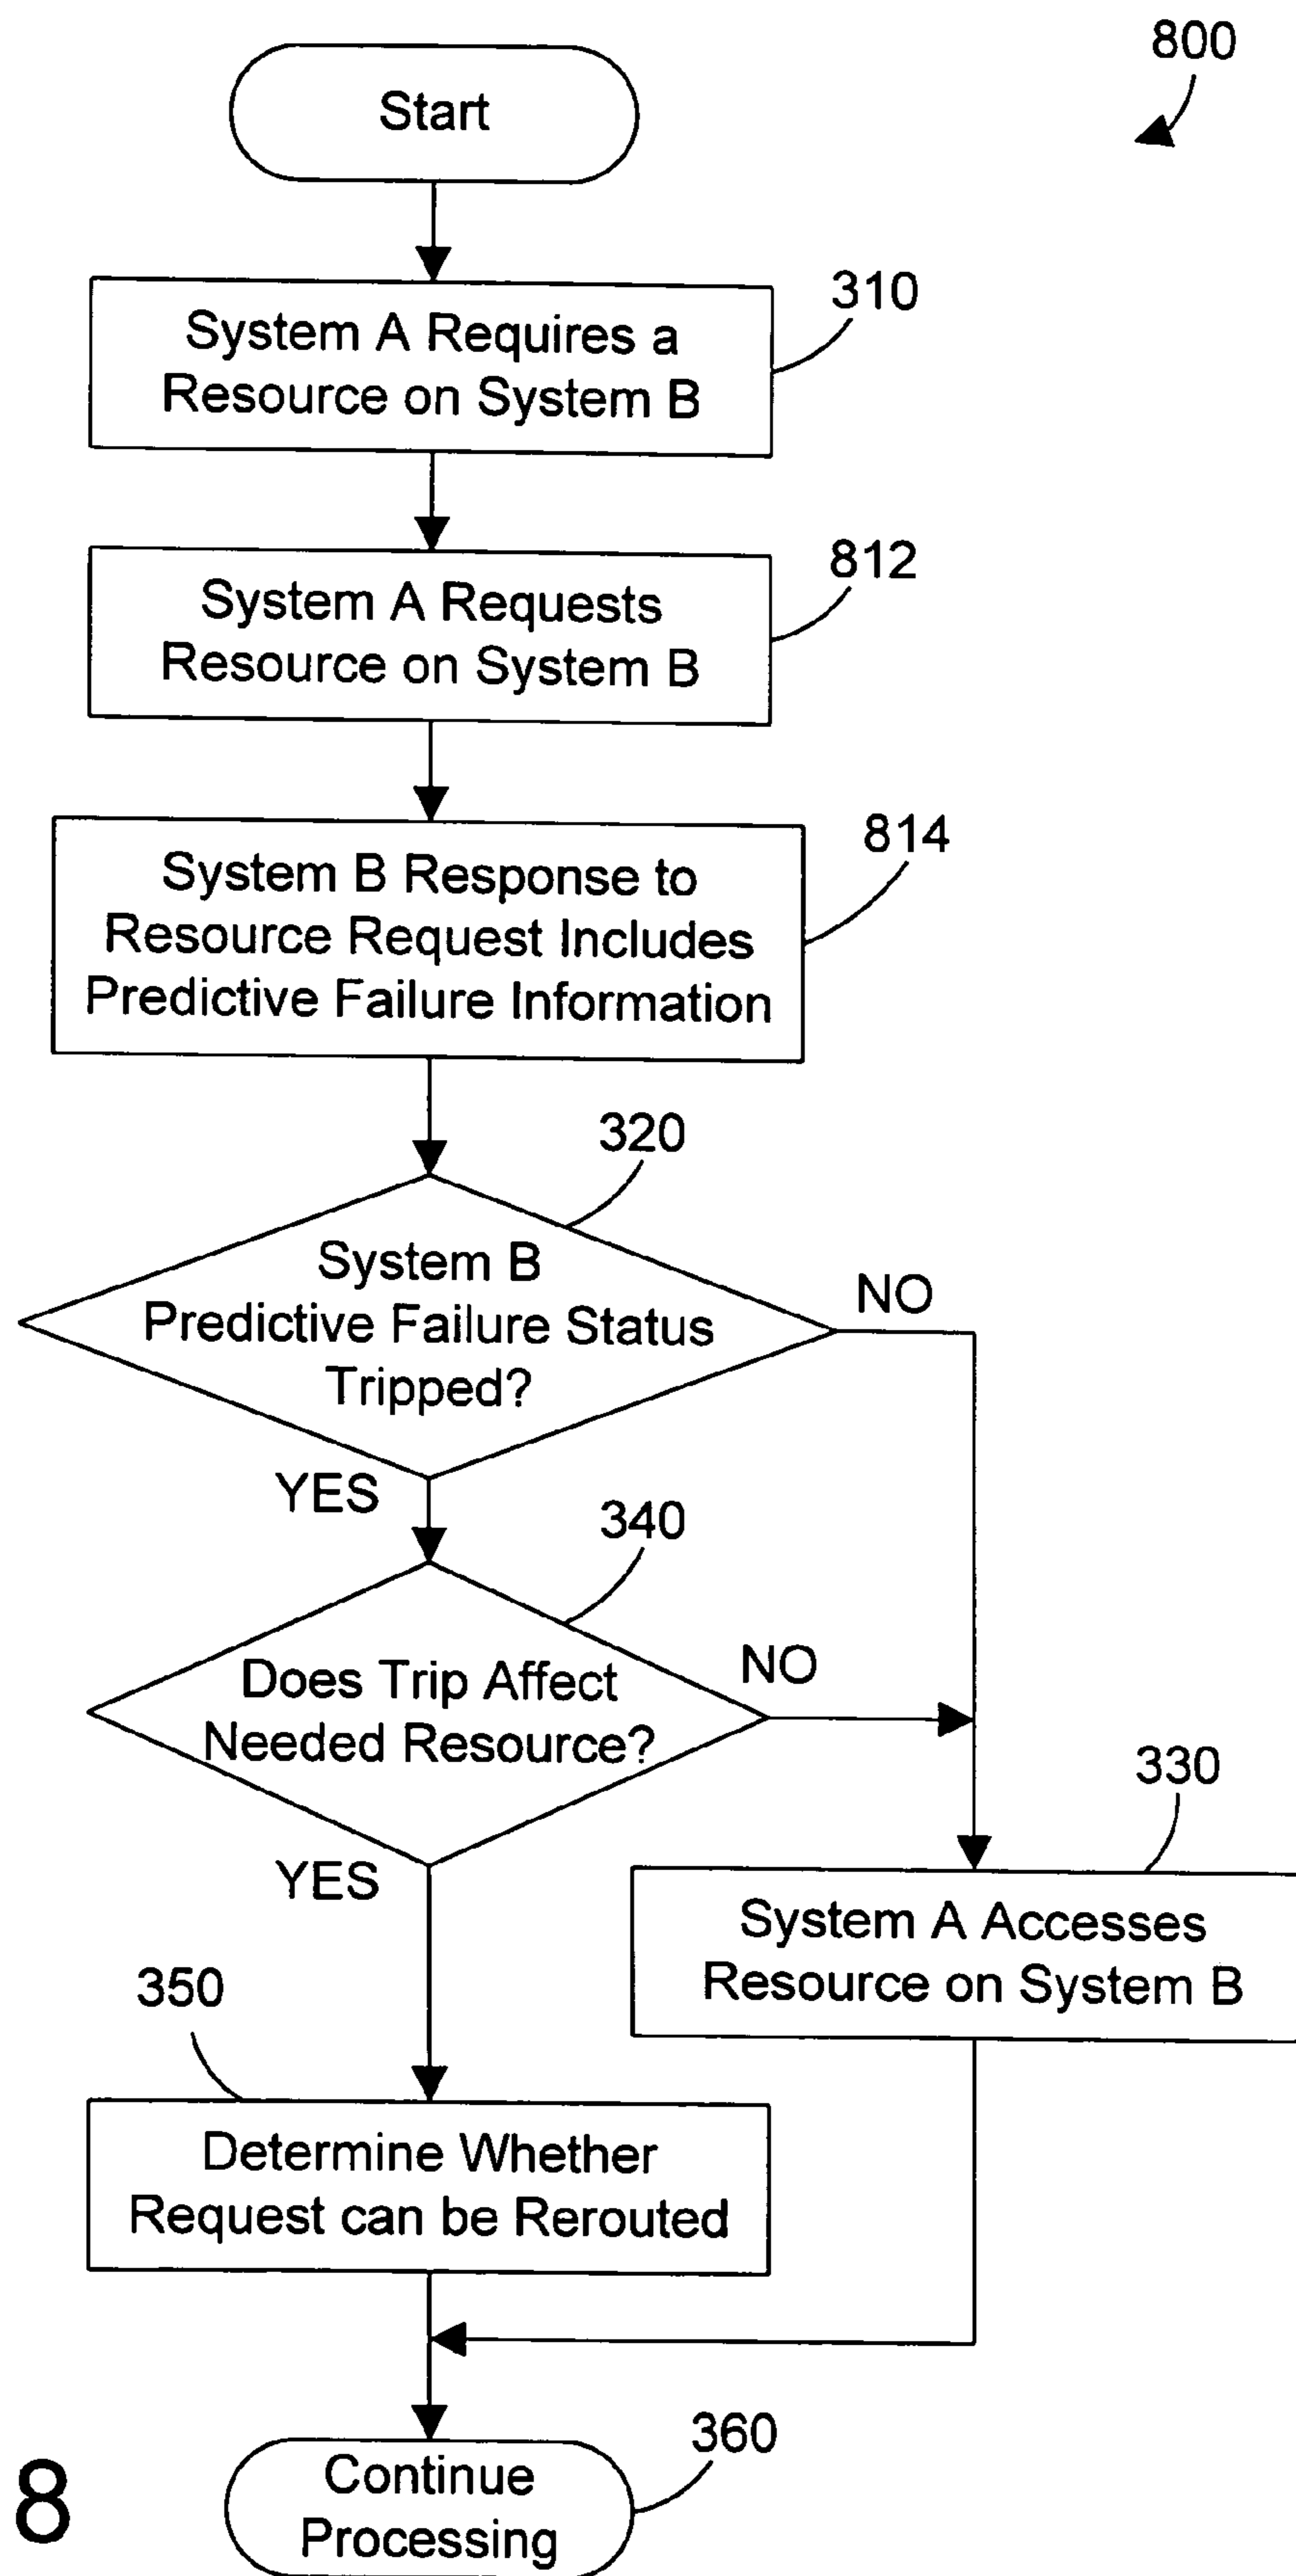 800
Start
310
System A Requires a
Resource on System B
812
System A Requests
Resource on System B
814
System B Response to
Resource Request Includes
Predictive Failure Information
320
System B
Predictive Failure Status
Tripped?
NO
YES
340
Does Trip Affect
Needed Resource?
NO
YES
330
System A Accesses
Resource on System B
350
Determine Whether
Request can be Rerouted
360
Continue
Processing
8